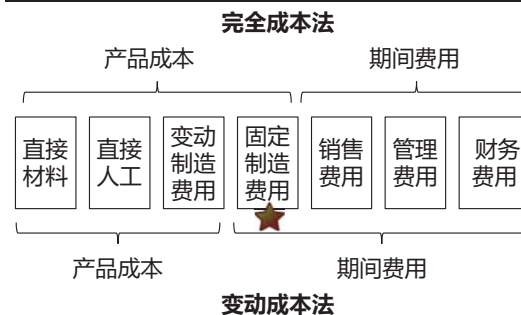 完全成本法
产品成本 期间费用
直接材料
直接人工
变动制造费用
固定制造费用
销售费用
管理费用
财务费用
产品成本 期间费用
变动成本法